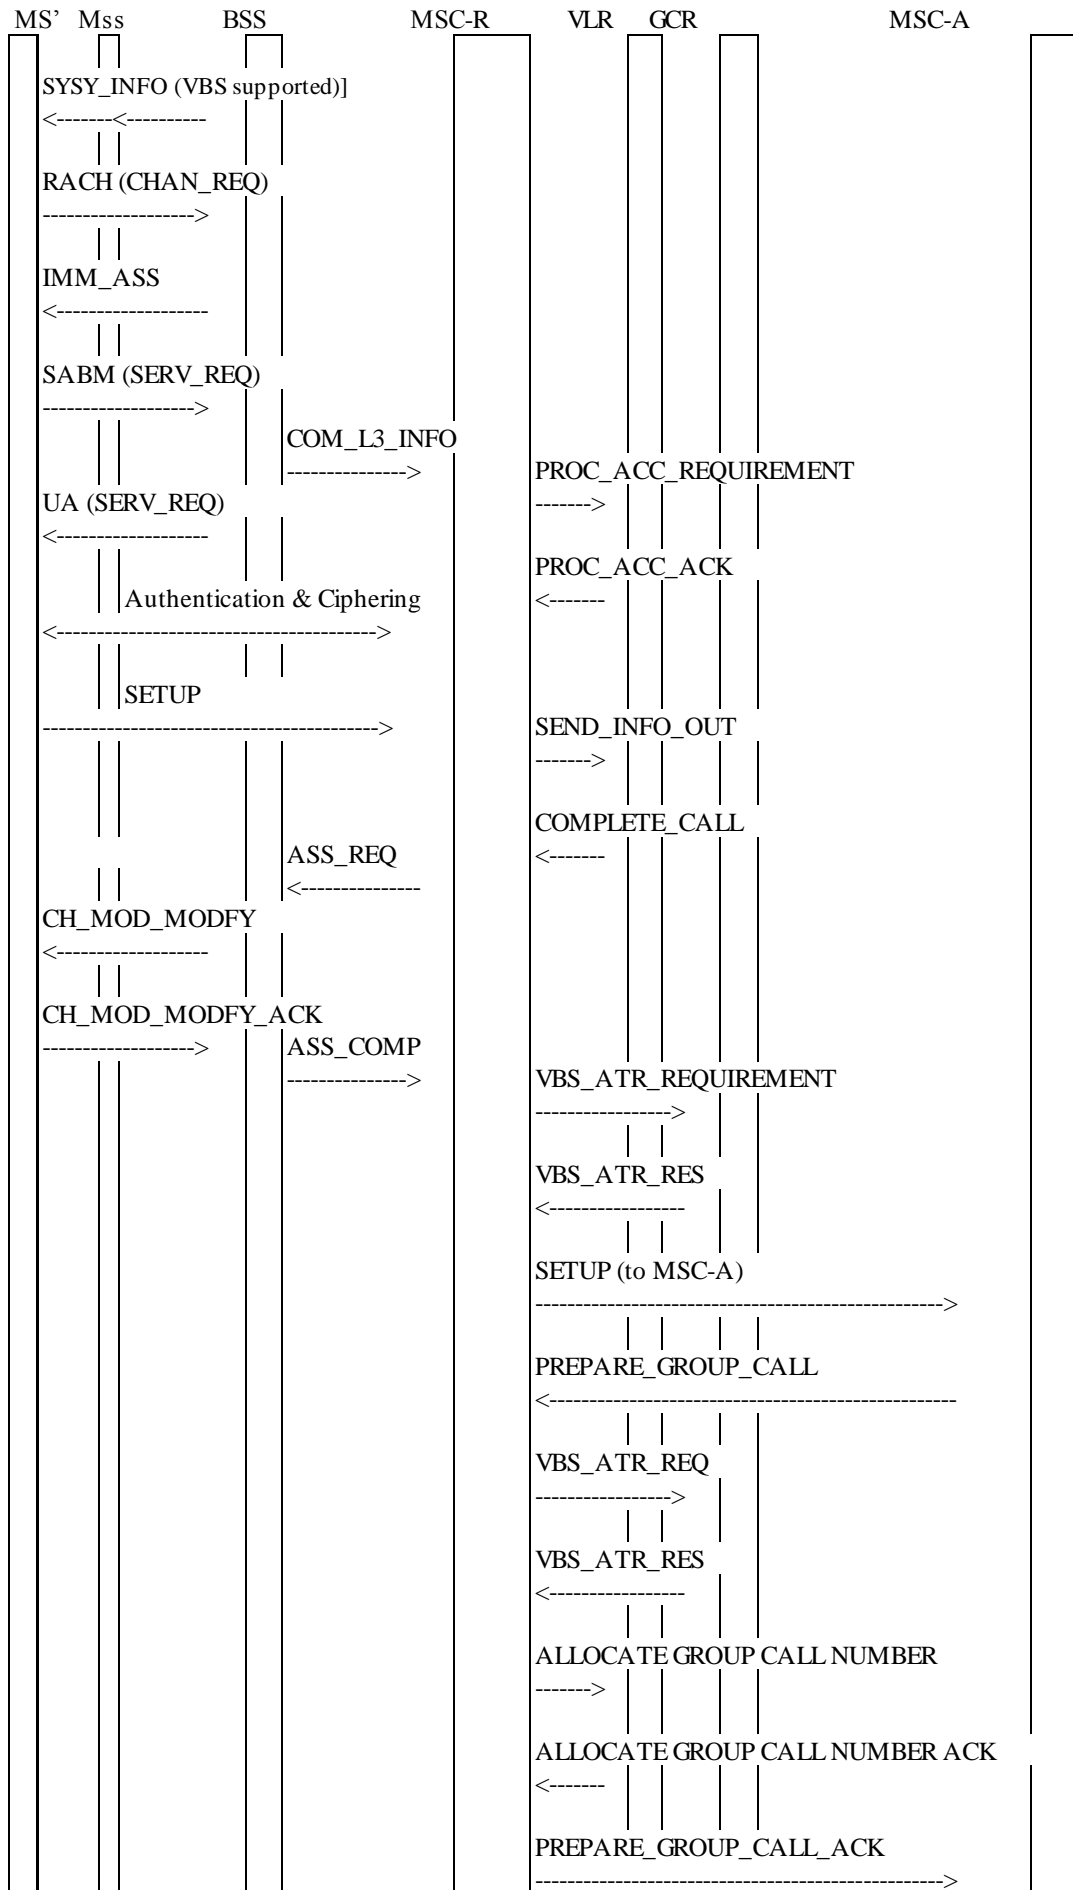 MS’ Mss BSS MSC-R VLR GCR MSC-A
SYSY_INFO (VBS supported)]
<-------<----------
RACH (CHAN_REQ)
------------------->
IMM_ASS
<-------------------
SABM (SERV_REQ)
------------------->
COM_L3_INFO
---------------> PROC_ACC_REQUIREMENT
UA (SERV_REQ) ------->
<-------------------
PROC_ACC_ACK
Authentication & Ciphering <-------
<---------------------------------------->
SETUP
------------------------------------------> SEND_INFO_OUT
------->
COMPLETE_CALL
ASS_REQ <-------
<---------------
CH_MOD_MODFY
<-------------------
CH_MOD_MODFY_ACK
-------------------> ASS_COMP
---------------> VBS_ATR_REQUIREMENT
----------------->
VBS_ATR_RES
<-----------------
SETUP (to MSC-A)
--------------------------------------------------->
PREPARE_GROUP_CALL
<---------------------------------------------------
VBS_ATR_REQ
----------------->
VBS_ATR_RES
<-----------------
ALLOCATE GROUP CALL NUMBER
------->
ALLOCATE GROUP CALL NUMBER ACK
<-------
PREPARE_GROUP_CALL_ACK
--------------------------------------------------->